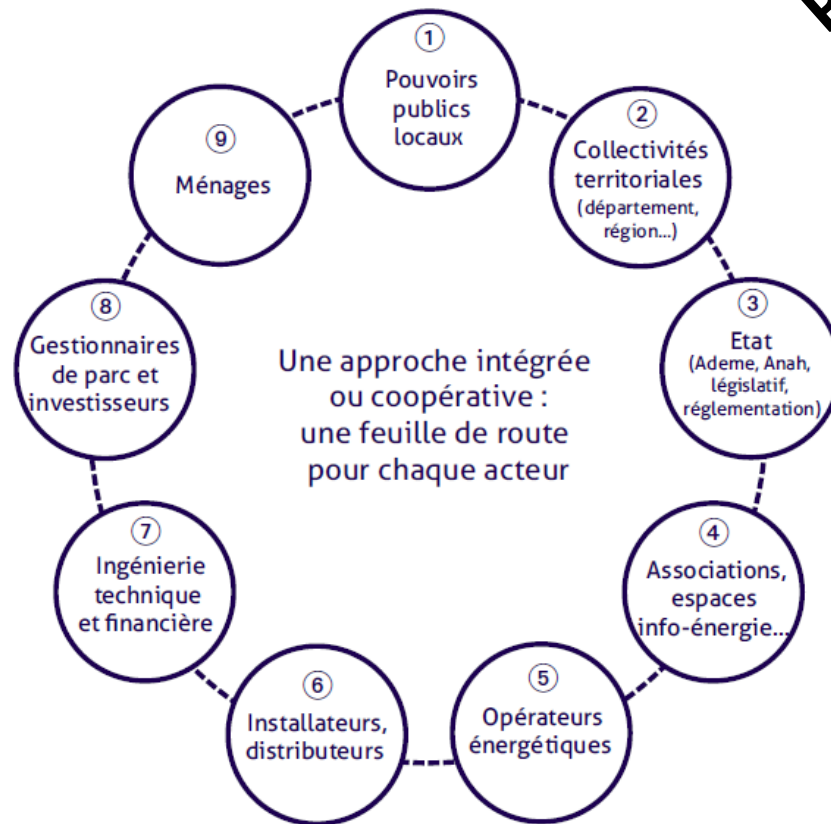 ①
Pouvoirs
publics
locaux
②
Collectivités
territoriales
(département,
région...)
③
Etat
(Ademe, Anah,
législatif,
réglementation)
④
Associations,
espaces
info-énergie...
⑤
Opérateurs
énergétiques
⑥
Installateurs,
distributeurs
⑦
Ingénierie
technique
et financière
⑧
Gestionnaires
de parc et
investisseurs
⑨
Ménages
Une approche intégrée
ou coopérative :
une feuille de route
pour chaque acteur